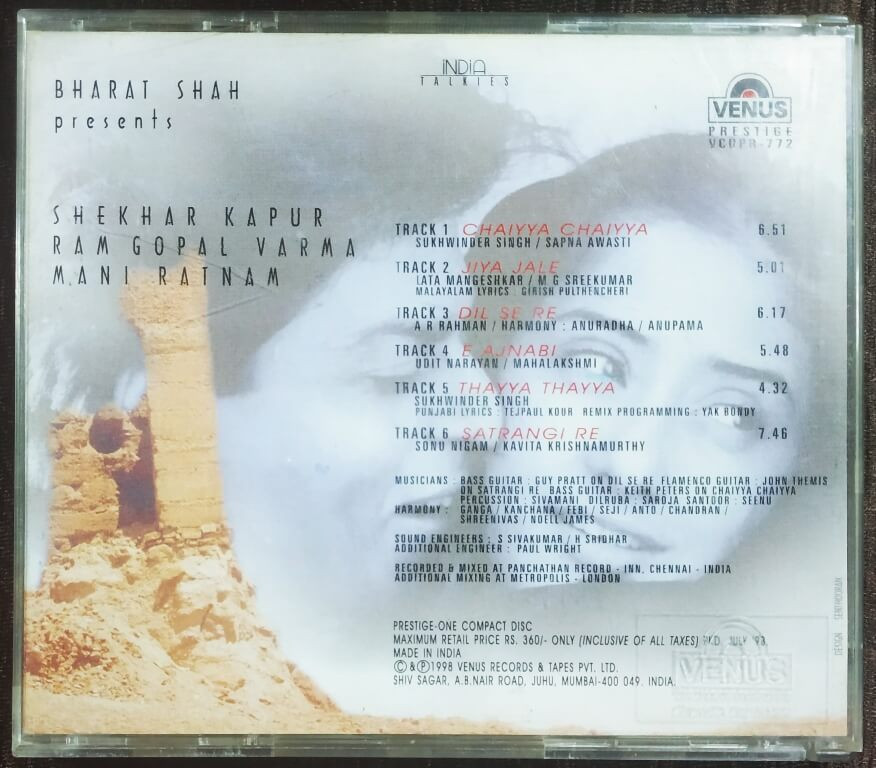 BHARAT SHAH
presents
INDIA
TALKIES
VENUS
PRESTIGE
VCDPR-772
SHEKHAR KAPUR
RAM GOPAL VARMA
MANI RATNAM
TRACK 1 CHAIYYA CHAIYYA 6.51
SUKHWINDER SINGH / SAPNA AWASTI
TRACK 2 JIYA JALE 5.01
LATA MANGESHKAR / M G SREEKUMAR
MALAYALAM LYRICS : GIRISH PULTHENCHERI
TRACK 3 DIL SE RE 6.17
A R RAHMAN / HARMONY : ANURADHA / ANUPAMA
TRACK 4 E AJNABI 5.48
UDIT NARAYAN / MAHALAKSHMI
TRACK 5 THAYYA THAYYA 4.32
SUKHWINDER SINGH
PUNJABI LYRICS : TEJPAUL KOUR REMIX PROGRAMMING : YAK BONDY
TRACK 6 SATRANGI RE 7.46
SONU NIGAM / KAVITA KRISHNAMURTHY
MUSICIANS : BASS GUITAR : GUY PRATT ON DIL SE RE FLAMENCO GUITAR : JOHN THEMIS
ON SATRANGI RE BASS GUITAR : KEITH PETERS ON CHAIYYA CHAIYYA
PERCUSSION : SIVAMANI DILRUBA : SAROJA SANTOOR : SEENU
HARMONY : GANGA / KANCHANA / FEBI / SEJI / ANTO / CHANDRAN /
SHREENIVAS / NOELL JAMES
SOUND ENGINEERS : S SIVAKUMAR / H SRIDHAR
ADDITIONAL ENGINEER : PAUL WRIGHT
RECORDED & MIXED AT PANCHATHAN RECORD - INN, CHENNAI - INDIA
ADDITIONAL MIXING AT METROPOLIS - LONDON
PRESTIGE-ONE COMPACT DISC
MAXIMUM RETAIL PRICE RS. 360/- ONLY (INCLUSIVE OF ALL TAXES) PKD. JULY '98
MADE IN INDIA
©&℗1998 VENUS RECORDS & TAPES PVT. LTD.
SHIV SAGAR, A.B.NAIR ROAD, JUHU, MUMBAI-400 049. INDIA.
VENUS
DESIGN :